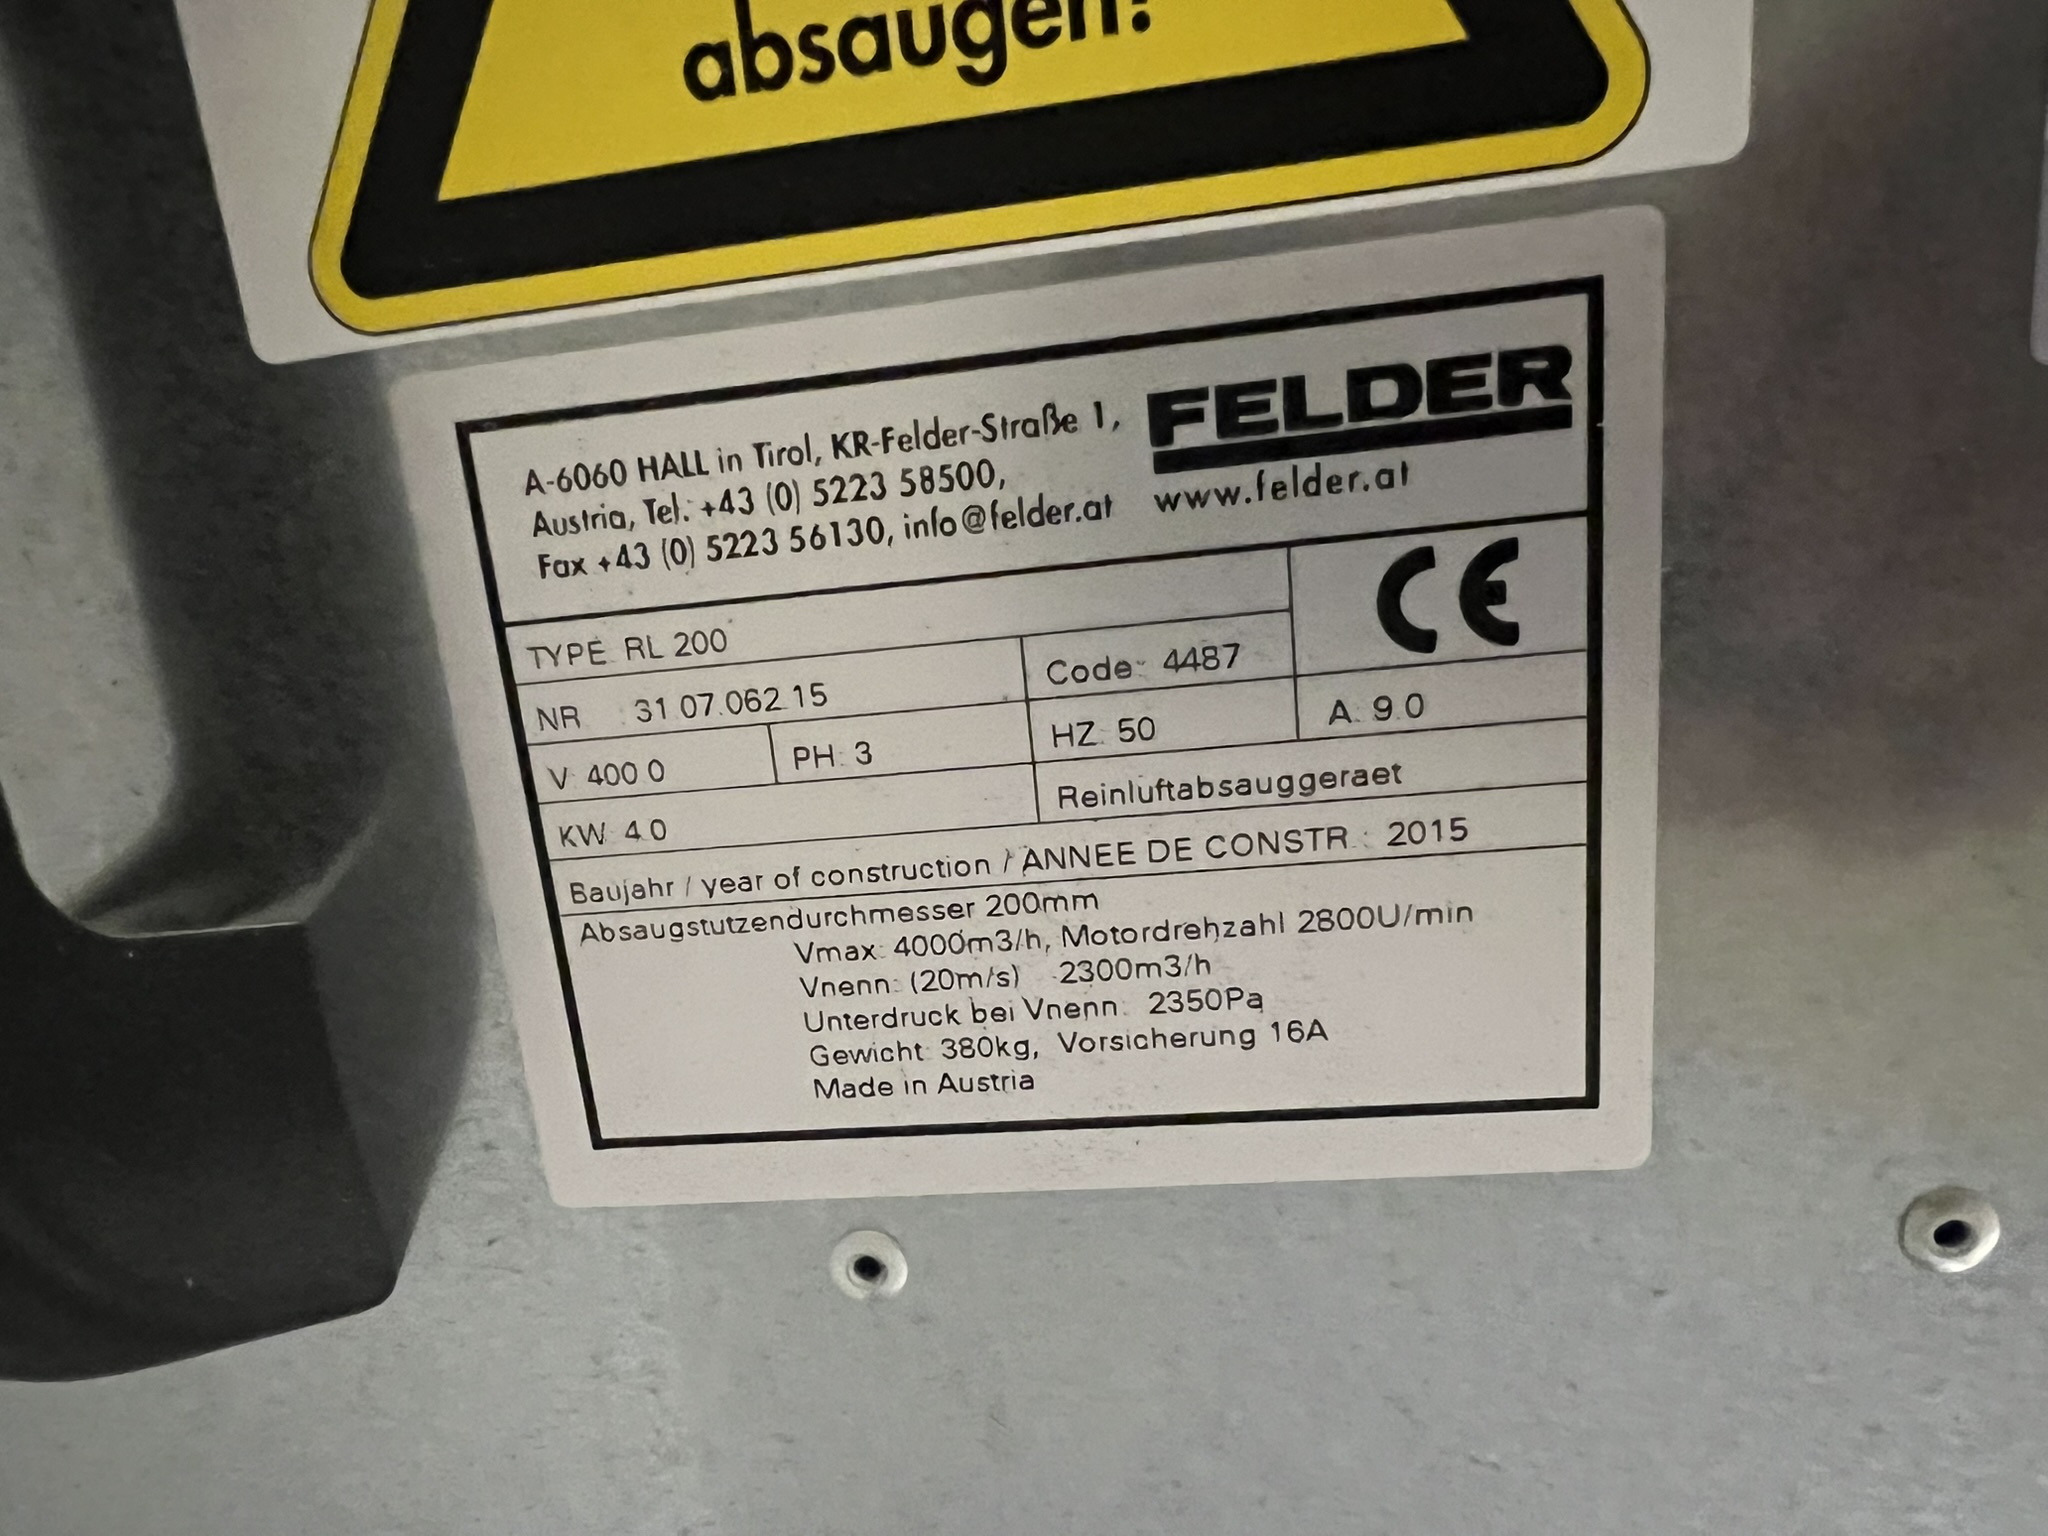 absaugen!
A-6060 HALL in Tirol, KR-Felder-Straße 1,
Austria, Tel.: +43 (0) 5223 58500,
Fax +43 (0) 5223 56130, info@felder.at
FELDER
www.felder.at
TYPE: RL 200
NR. 31.07.062.15
Code: 4487
CE
V: 400.0
PH: 3
HZ: 50
A: 9.0
KW: 4.0
Reinluftabsauggeraet
Baujahr / year of construction / ANNEE DE CONSTR.: 2015
Absaugstutzendurchmesser 200mm
Vmax: 4000m3/h, Motordrehzahl 2800U/min
Vnenn: (20m/s) 2300m3/h
Unterdruck bei Vnenn: 2350Pa
Gewicht: 380kg, Vorsicherung 16A
Made in Austria